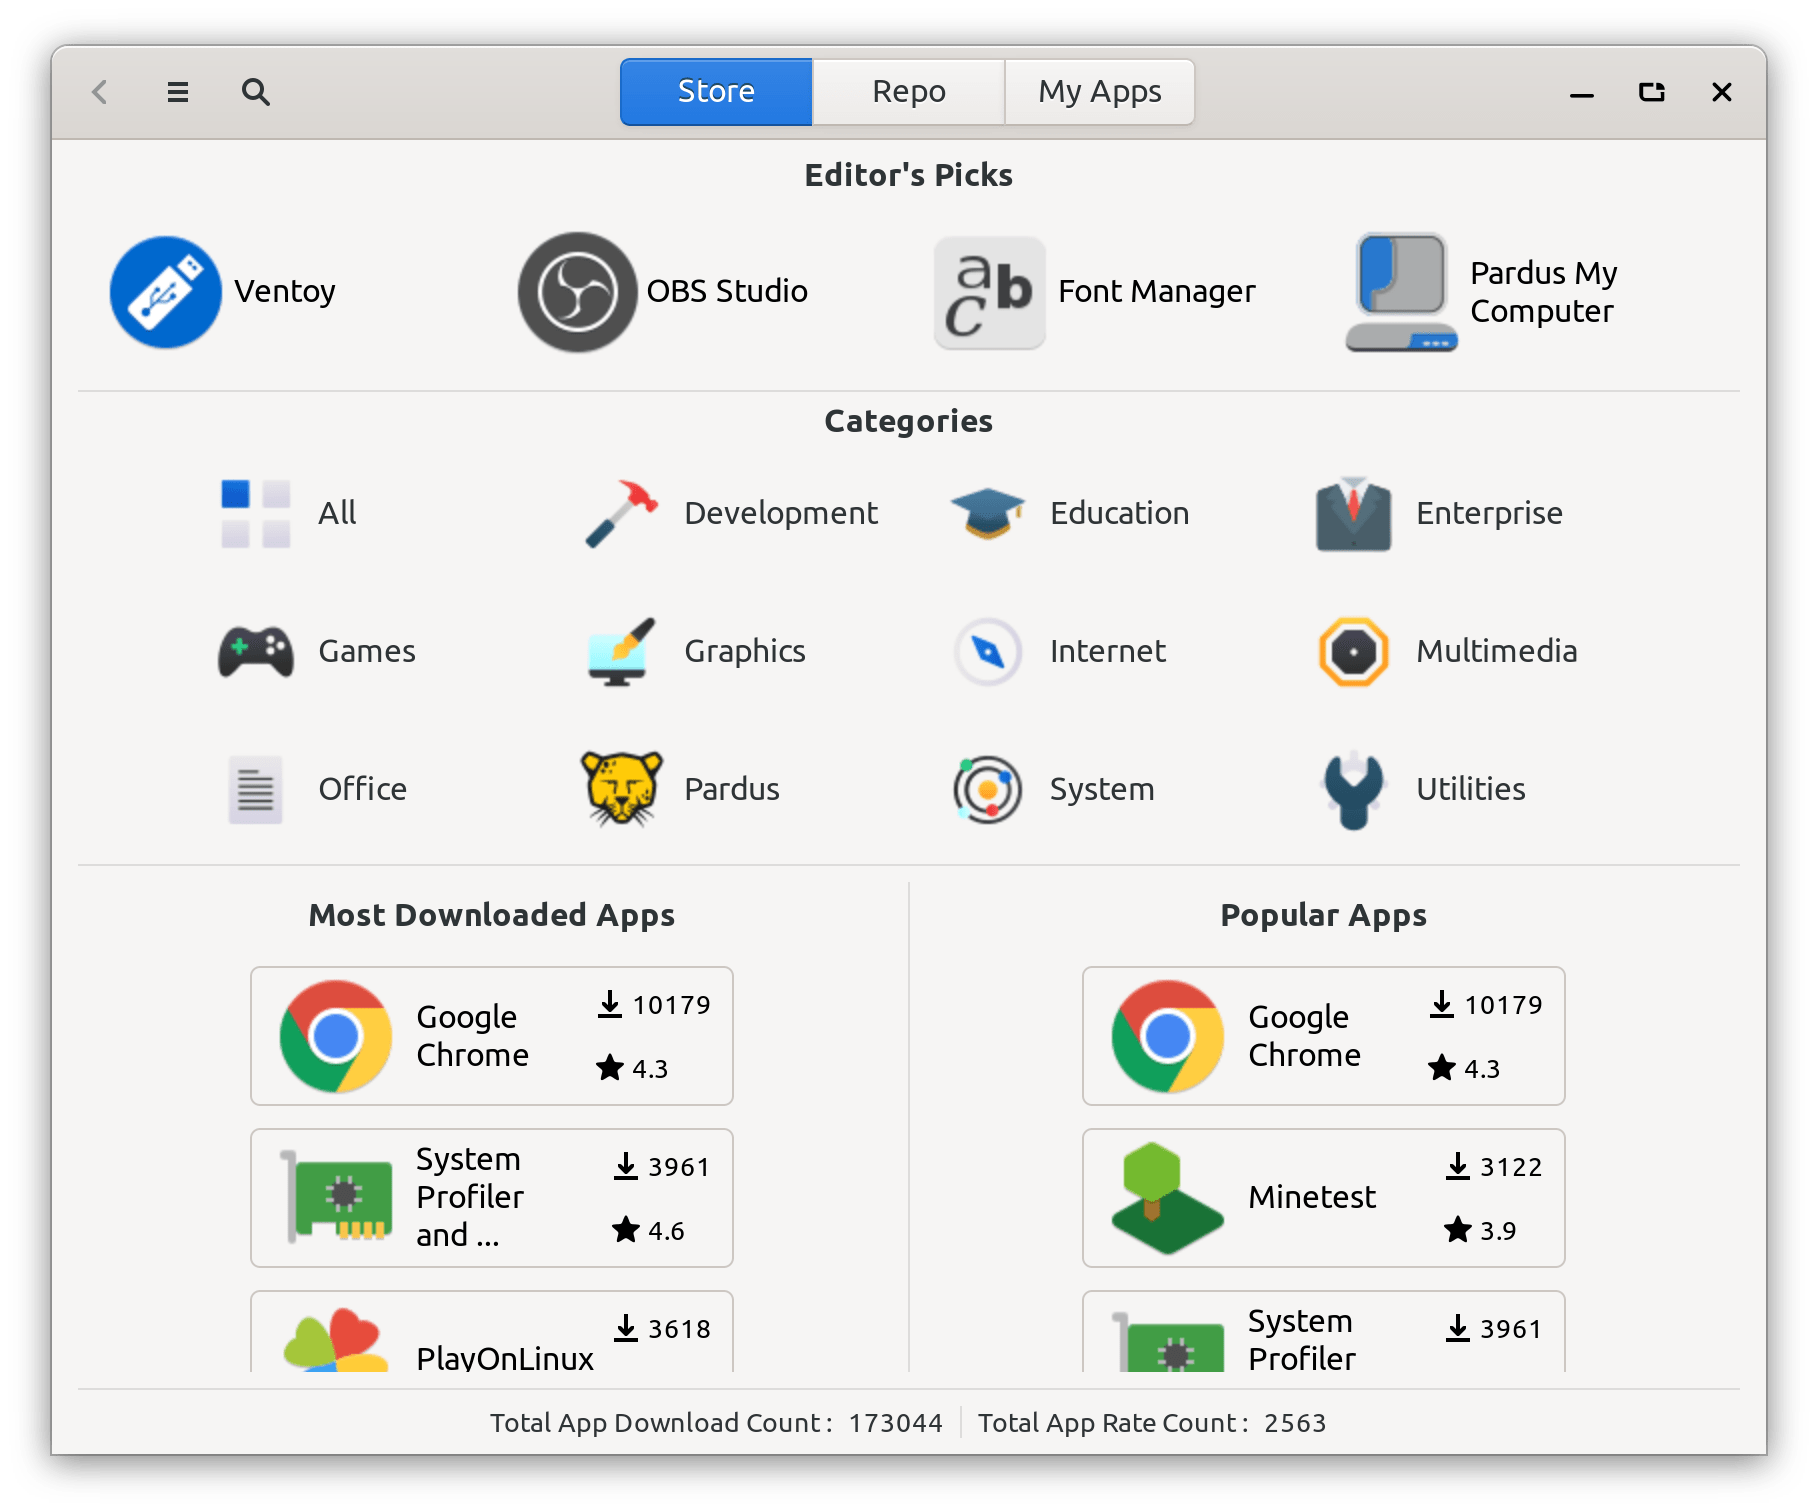 Store
Repo
My Apps
Editor's Picks
Ventoy
OBS Studio
a
b
c
Font Manager
Pardus My
Computer
Categories
All
Development
Education
Enterprise
Games
Graphics
Internet
Multimedia
Office
Pardus
System
Utilities
Most Downloaded Apps
Google
Chrome
10179
4.3
System
Profiler
and ...
3961
4.6
PlayOnLinux
3618
Popular Apps
Google
Chrome
10179
4.3
Minetest
3122
3.9
System
Profiler
3961
Total App Download Count : 173044
Total App Rate Count : 2563